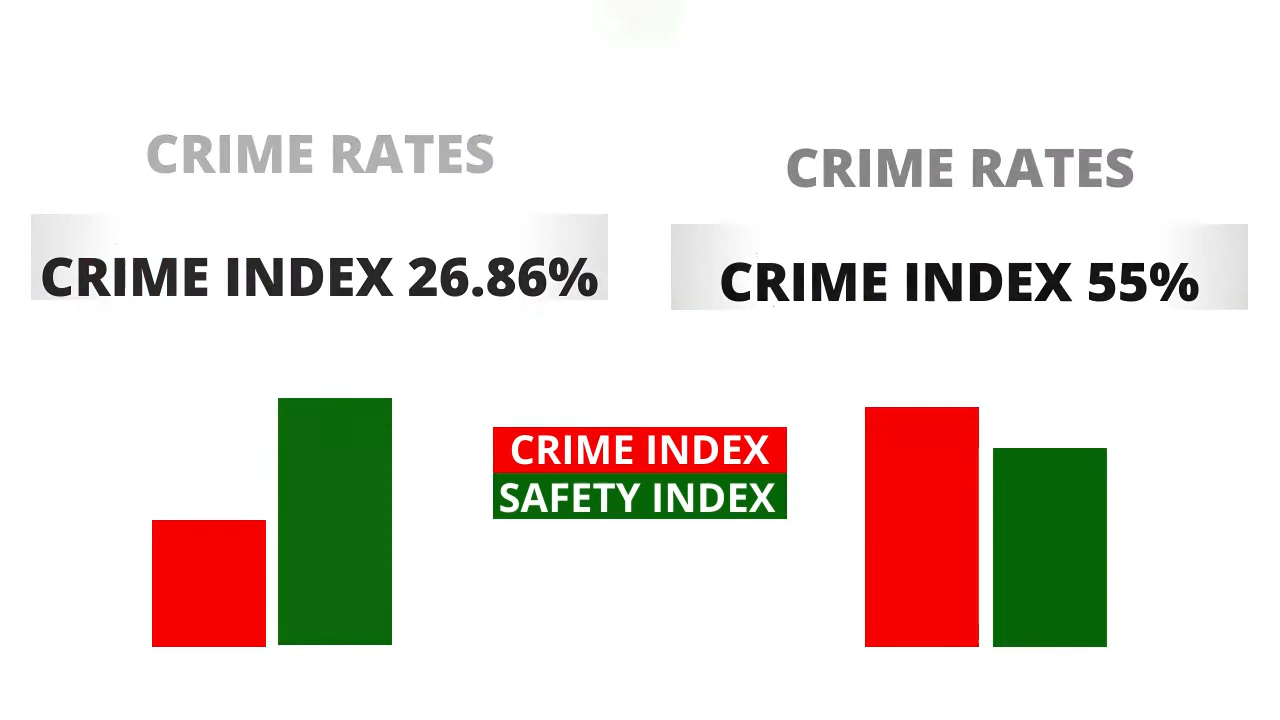 CRIME RATES
CRIME INDEX 26.86%
CRIME RATES
CRIME INDEX 55%
CRIME INDEX
SAFETY INDEX